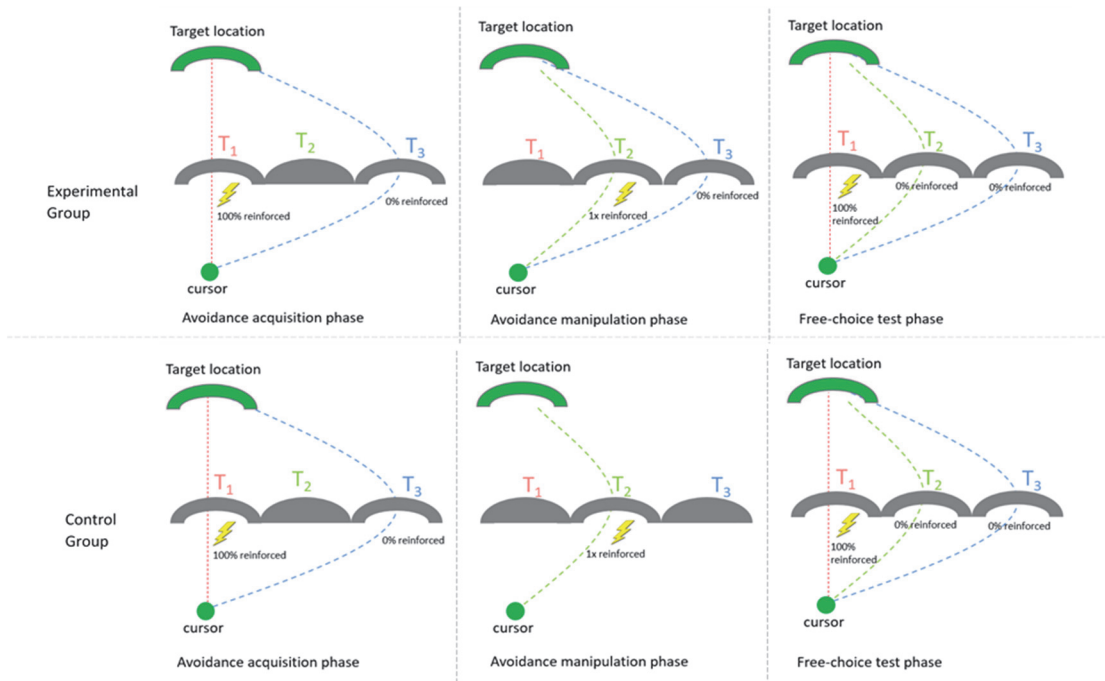 Target location
T1
T2
T3
100% reinforced
0% reinforced
cursor
Avoidance acquisition phase
Target location
T1
T2
T3
1x reinforced
0% reinforced
cursor
Avoidance manipulation phase
Target location
T1
T2
T3
100%
reinforced
0% reinforced
0% reinforced
cursor
Free-choice test phase
Experimental
Group
Target location
T1
T2
T3
100% reinforced
0% reinforced
cursor
Avoidance acquisition phase
Target location
T1
T2
T3
1x reinforced
cursor
Avoidance manipulation phase
Target location
T1
T2
T3
100%
reinforced
0% reinforced
0% reinforced
cursor
Free-choice test phase
Control
Group